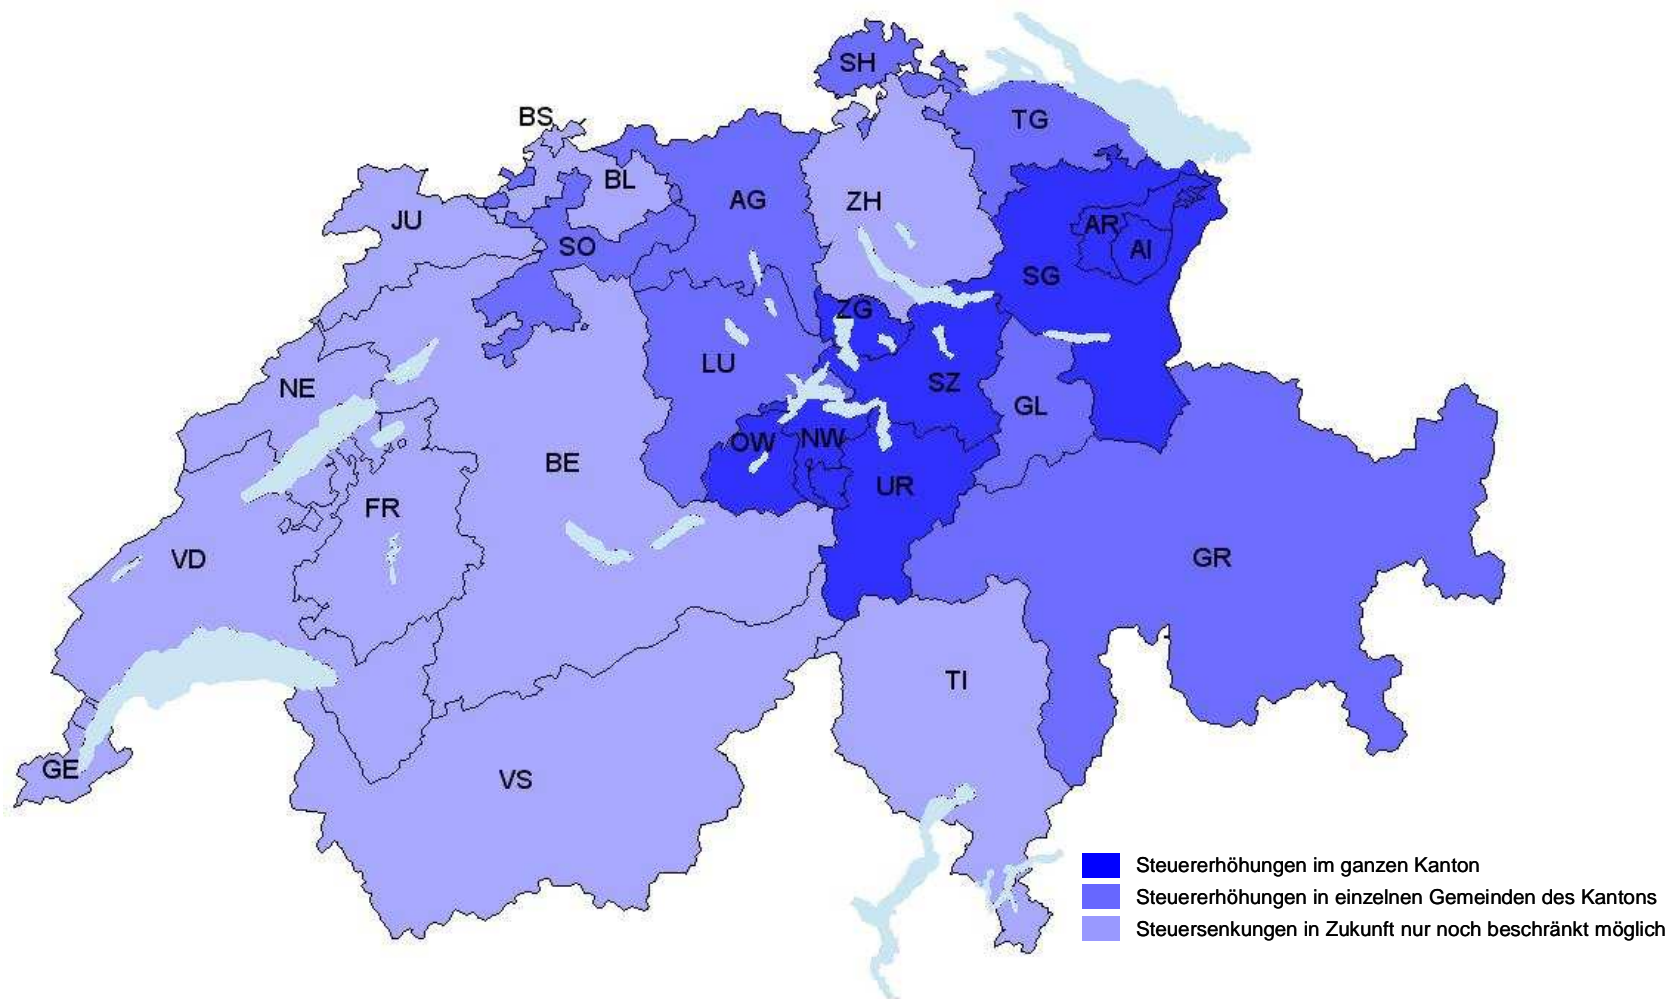 SH
BS
TG
BL
AG
ZH
JU
AR
SO
AI
SG
ZG
LU
SZ
NE
GL
OW
NW
BE
UR
FR
VD
GR
TI
GE
VS
Steuererhöhungen im ganzen Kanton
Steuererhöhungen in einzelnen Gemeinden des Kantons
Steuersenkungen in Zukunft nur noch beschränkt möglich